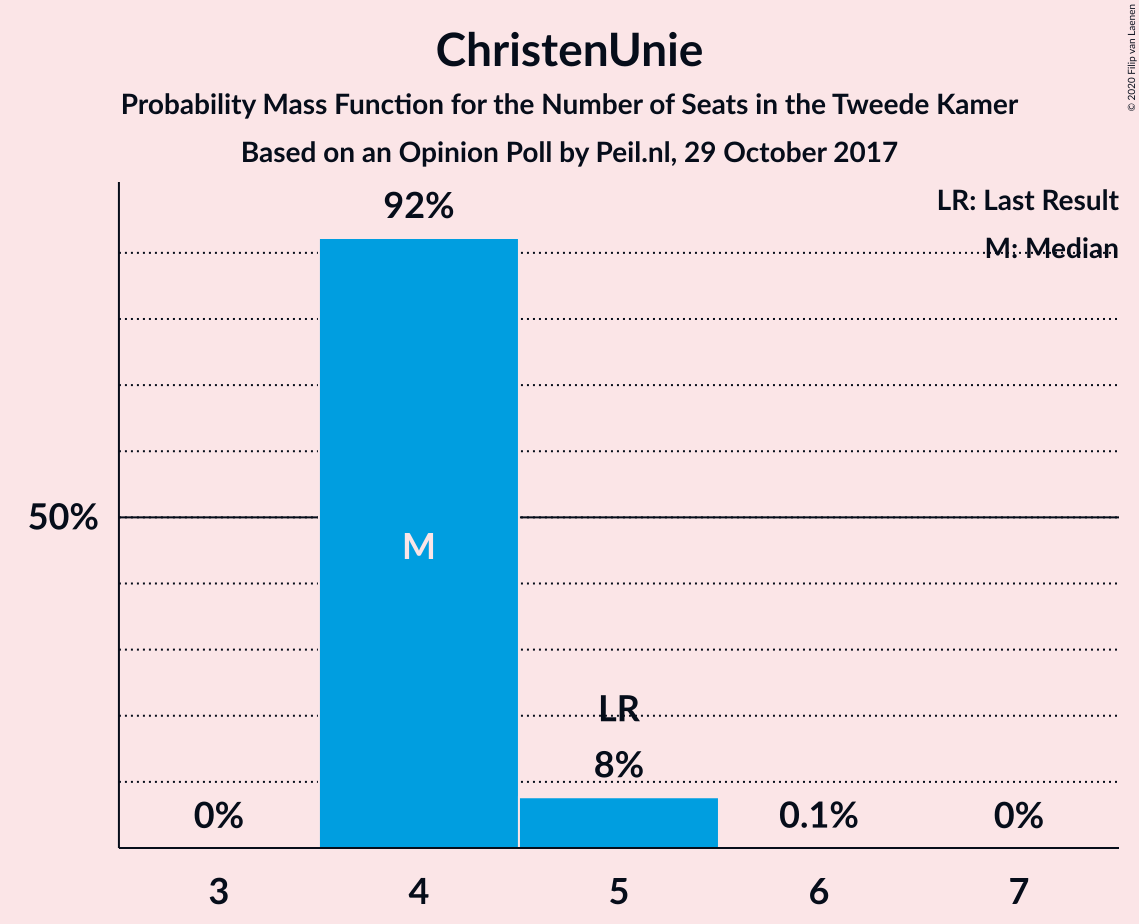 ChristenUnie
Probability Mass Function for the Number of Seats in the Tweede Kamer
Based on an Opinion Poll by Peil.nl, 29 October 2017
© 2020 Filip van Laenen
LR: Last Result
M: Median
92%
50%
M
LR
8%
0%
0.1%
0%
3
4
5
6
7